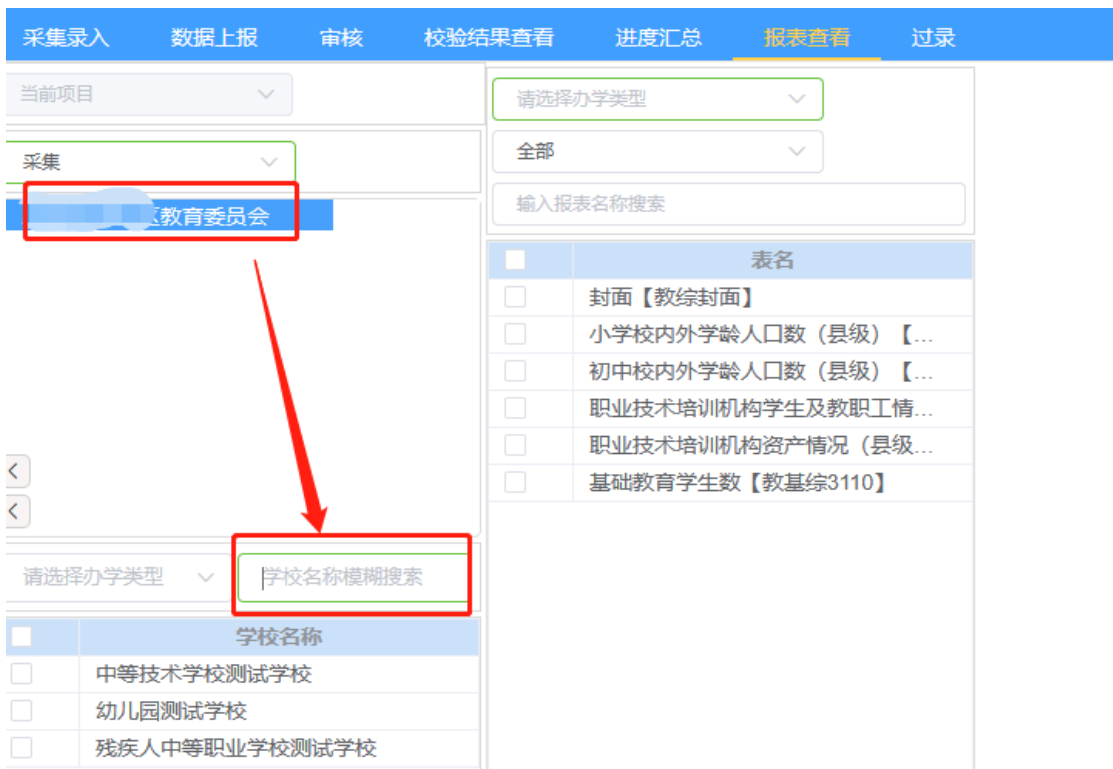 采集录入 数据上报 审核 校验结果查看 进度汇总 报表查看 过录
当前项目
采集
区教育委员会
请选择办学类型 学校名称模糊搜索
学校名称
中等技术学校测试学校
幼儿园测试学校
残疾人中等职业学校测试学校
请选择办学类型
全部
输入报表名称搜索
表名
封面【教综封面】
小学校内外学龄人口数（县级）【...
初中校内外学龄人口数（县级）【...
职业技术培训机构学生及教职工情...
职业技术培训机构资产情况（县级...
基础教育学生数【教基综3110】